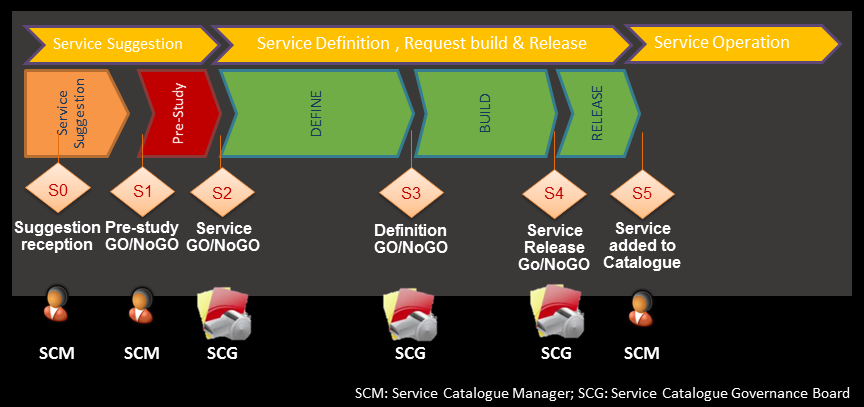 Service Suggestion
Service Definition , Request build & Release
Service Operation
Service
Suggestion
Pre-Study
DEFINE
BUILD
RELEASE
S0
S1
S2
S3
S4
S5
Suggestion
reception
Pre-study
GO/NoGO
Service
GO/NoGO
Definition
GO/NoGO
Service
Release
Go/NoGO
Service
added to
Catalogue
SCM
SCM
SCG
SCG
SCG
SCM
SCM: Service Catalogue Manager; SCG: Service Catalogue Governance Board